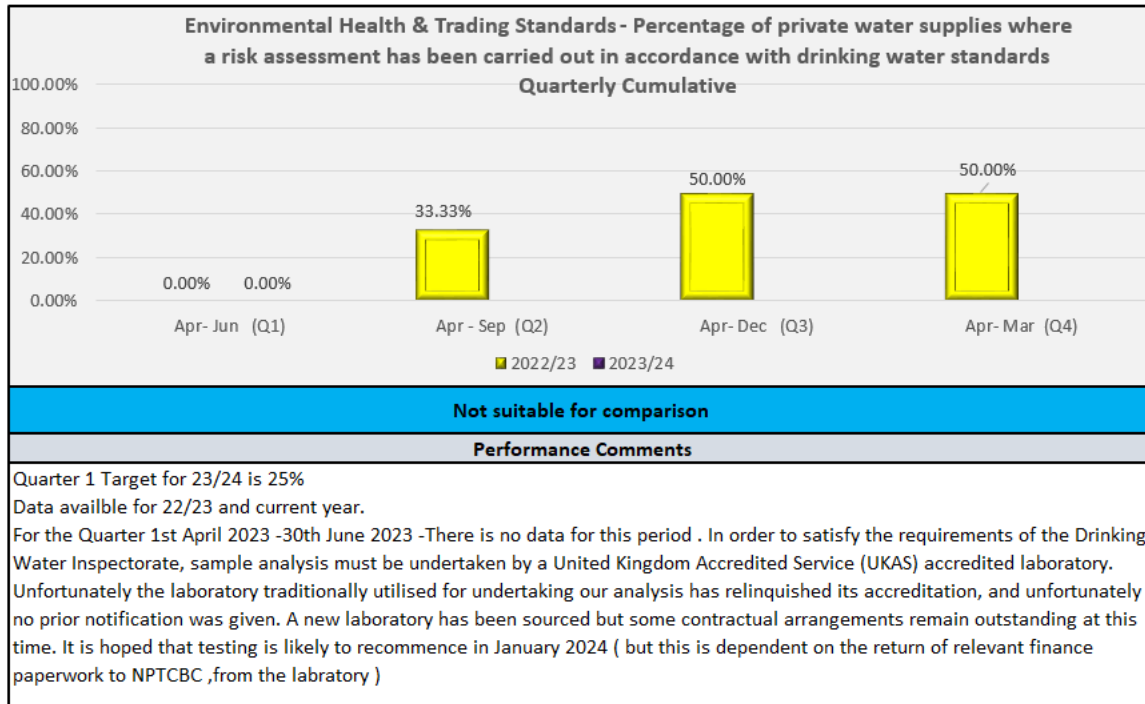 Environmental Health & Trading Standards - Percentage of private water supplies where
a risk assessment has been carried out in accordance with drinking water standards
Quarterly Cumulative
100.00%
80.00%
60.00%
40.00%
20.00%
0.00%
0.00%
0.00%
33.33%
50.00%
50.00%
Apr- Jun (Q1)
Apr - Sep (Q2)
Apr- Dec (Q3)
Apr- Mar (Q4)
2022/23
2023/24
Not suitable for comparison
Performance Comments
Quarter 1 Target for 23/24 is 25%
Data availble for 22/23 and current year.
For the Quarter 1st April 2023 -30th June 2023 -There is no data for this period . In order to satisfy the requirements of the Drinking
Water Inspectorate, sample analysis must be undertaken by a United Kingdom Accredited Service (UKAS) accredited laboratory.
Unfortunately the laboratory traditionally utilised for undertaking our analysis has relinquished its accreditation, and unfortunately
no prior notification was given. A new laboratory has been sourced but some contractual arrangements remain outstanding at this
time. It is hoped that testing is likely to recommence in January 2024 ( but this is dependent on the return of relevant finance
paperwork to NPTCBC ,from the labratory )